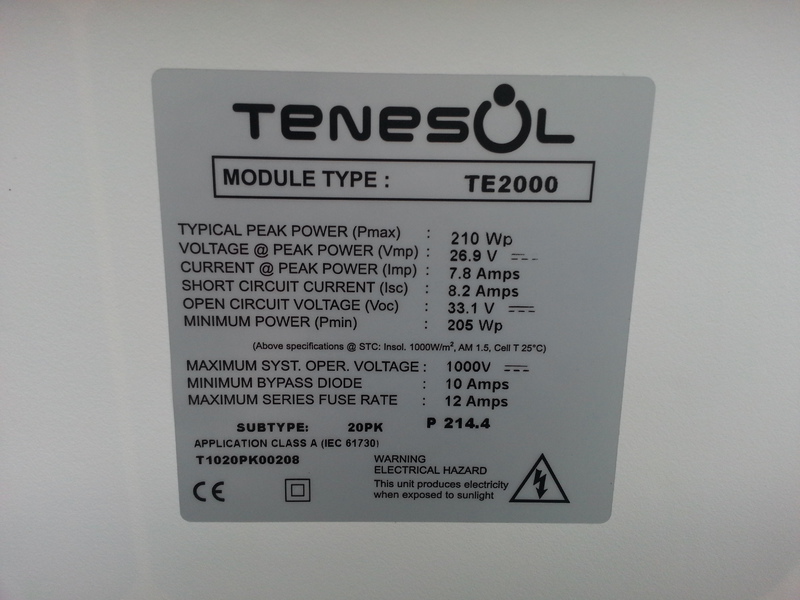 TENESOL
MODULE TYPE : TE2000
TYPICAL PEAK POWER (Pmax) : 210 Wp
VOLTAGE @ PEAK POWER (Vmp) : 26.9 V
CURRENT @ PEAK POWER (Imp) : 7.8 Amps
SHORT CIRCUIT CURRENT (Isc) : 8.2 Amps
OPEN CIRCUIT VOLTAGE (Voc) : 33.1 V
MINIMUM POWER (Pmin) : 205 Wp
(Above specifications @ STC: Insol. 1000W/m², AM 1.5, Cell T 25°C)
MAXIMUM SYST. OPER. VOLTAGE : 1000V
MINIMUM BYPASS DIODE : 10 Amps
MAXIMUM SERIES FUSE RATE : 12 Amps
SUBTYPE: 20PK P 214.4
APPLICATION CLASS A (IEC 61730)
T1020PK00208
WARNING
ELECTRICAL HAZARD
This unit produces electricity
when exposed to sunlight
CE